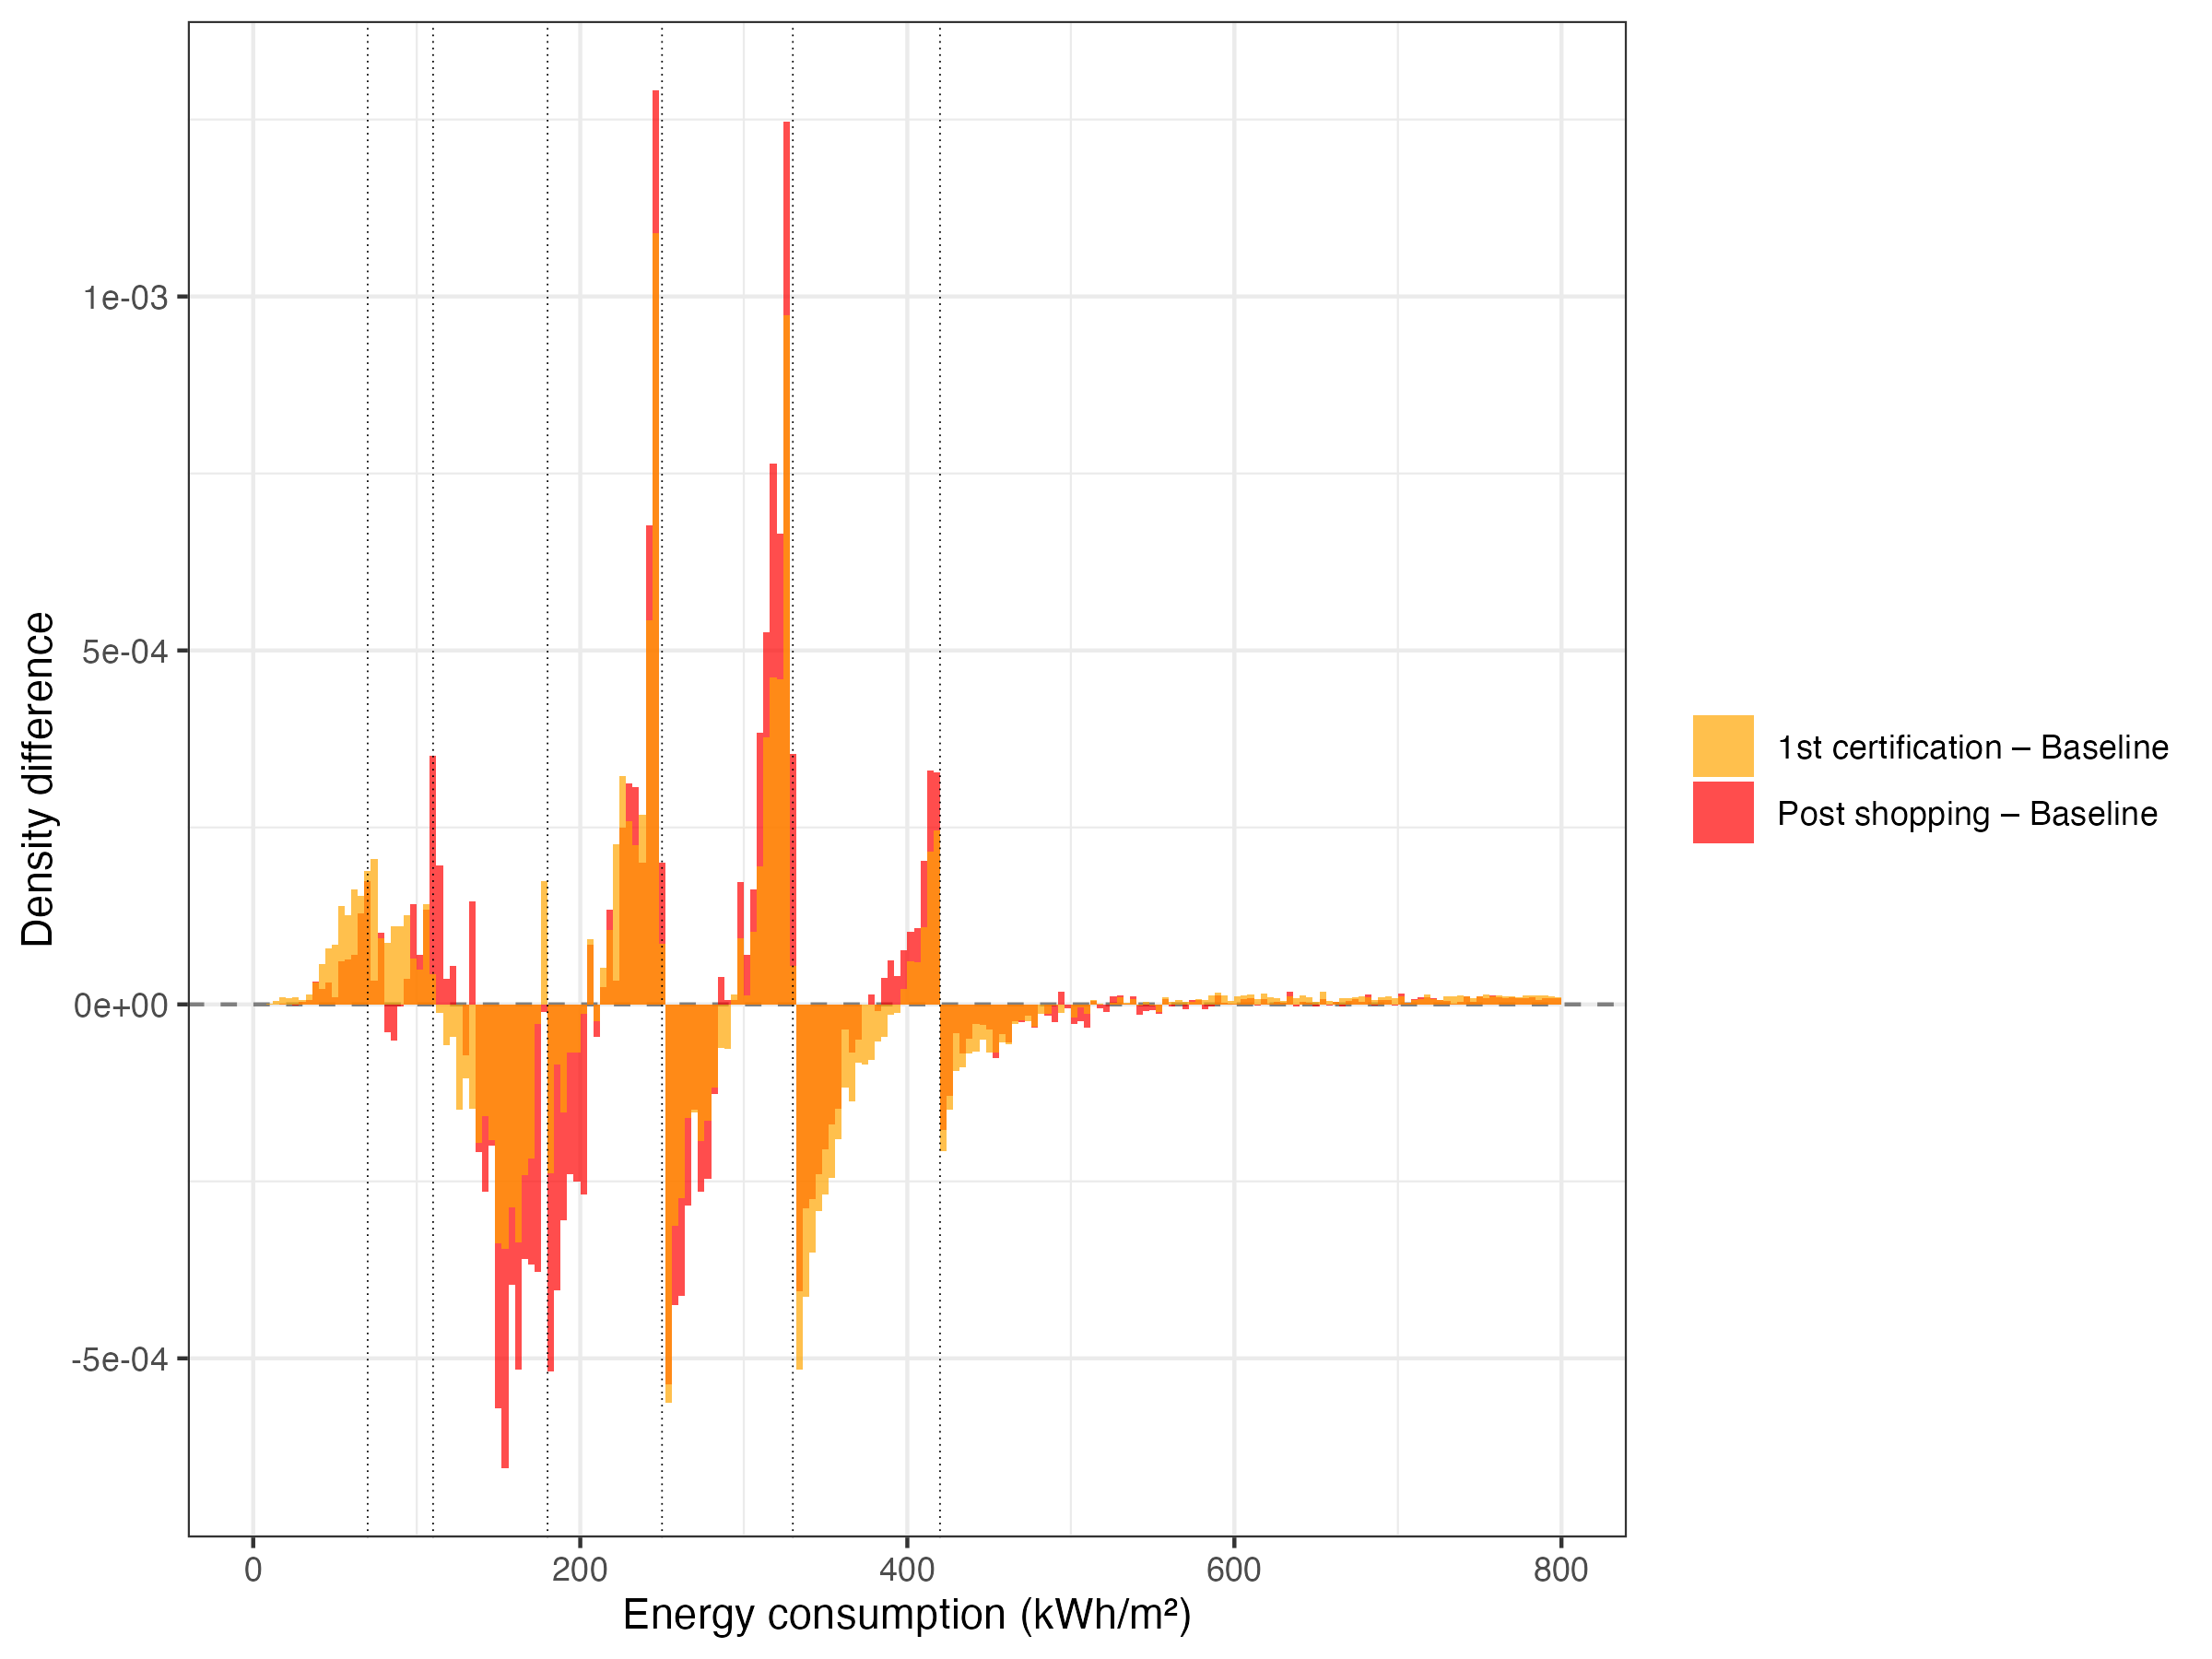 Density difference
1e-03
5e-04
0e+00
-5e-04
0
200
400
600
800
Energy consumption (kWh/m²)
1st certification – Baseline
Post shopping – Baseline